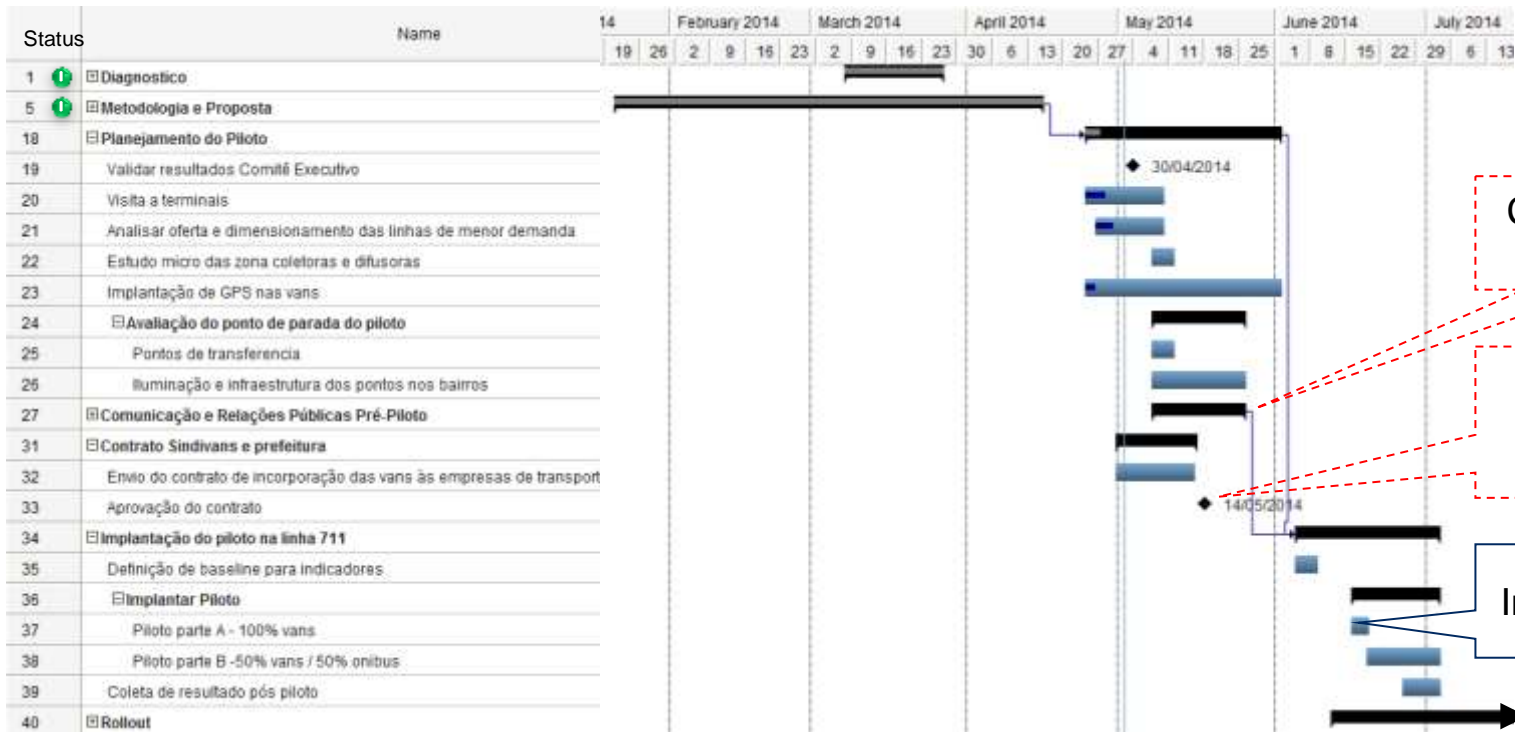 Status Name 14 February 2014 March 2014 April 2014 May 2014 June 2014 July 2014
19 26 2 9 16 23 2 9 16 23 30 6 13 20 27 4 11 18 25 1 8 15 22 29 6 13
1 Diagnostico
5 Metodologia e Proposta
18 Planejamento do Piloto
19 Validar resultados Comitê Executivo 30/04/2014
20 Visita a terminais
21 Analisar oferta e dimensionamento das linhas de menor demanda
22 Estudo micro das zona coletoras e difusoras
23 Implantação de GPS nas vans
24 Avaliação do ponto de parada do piloto
25 Pontos de transferencia
26 Iluminação e infraestrutura dos pontos nos bairros
27 Comunicação e Relações Públicas Pré-Piloto
31 Contrato Sindivans e prefeitura
32 Envio do contrato de incorporação das vans às empresas de transport
33 Aprovação do contrato 14/05/2014
34 Implantação do piloto na linha 711
35 Definição de baseline para indicadores
36 Implantar Piloto
37 Piloto parte A - 100% vans
38 Piloto parte B -50% vans / 50% onibus
39 Coleta de resultado pós piloto
40 Rollout